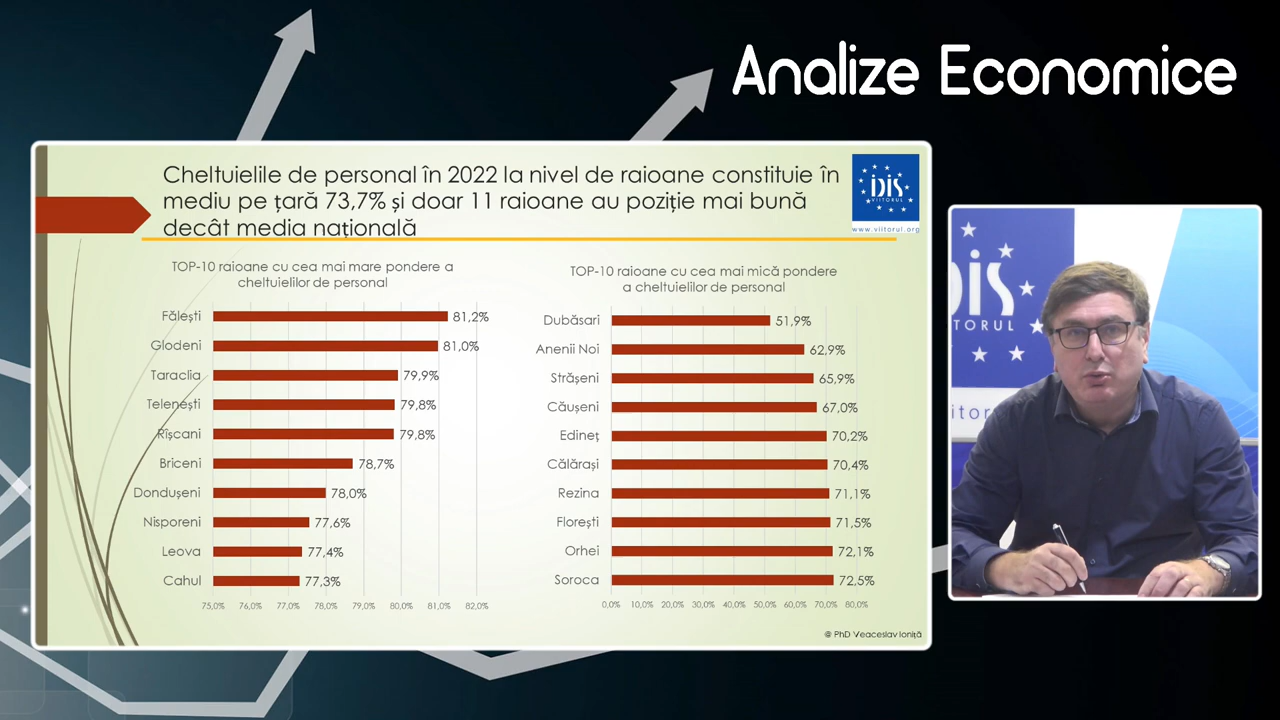 Analize Economice
Cheltuielile de personal în 2022 la nivel de raioane constituie în
mediu pe țară 73,7% și doar 11 raioane au poziție mai bună
decât media națională
IDIS
VIITORUL
www.viitorul.org
TOP-10 raioane cu cea mai mare pondere a
cheltuielilor de personal
Fălești 81,2%
Glodeni 81,0%
Taraclia 79,9%
Telenești 79,8%
Rîșcani 79,8%
Briceni 78,7%
Dondușeni 78,0%
Nisporeni 77,6%
Leova 77,4%
Cahul 77,3%
75,0% 76,0% 77,0% 78,0% 79,0% 80,0% 81,0% 82,0%
TOP-10 raioane cu cea mai mică pondere
a cheltuielilor de personal
Dubăsari 51,9%
Anenii Noi 62,9%
Strășeni 65,9%
Căușeni 67,0%
Edineț 70,2%
Călărași 70,4%
Rezina 71,1%
Florești 71,5%
Orhei 72,1%
Soroca 72,5%
0,0% 10,0% 20,0% 30,0% 40,0% 50,0% 60,0% 70,0% 80,0%
@ PhD Veaceslav Ioniță
DIS
TORUL
itor